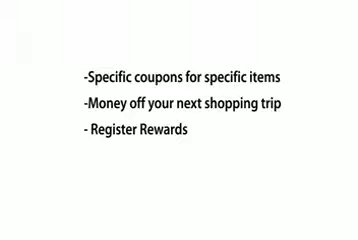 -Specific coupons for specific items
-Money off your next shopping trip
- Register Rewards